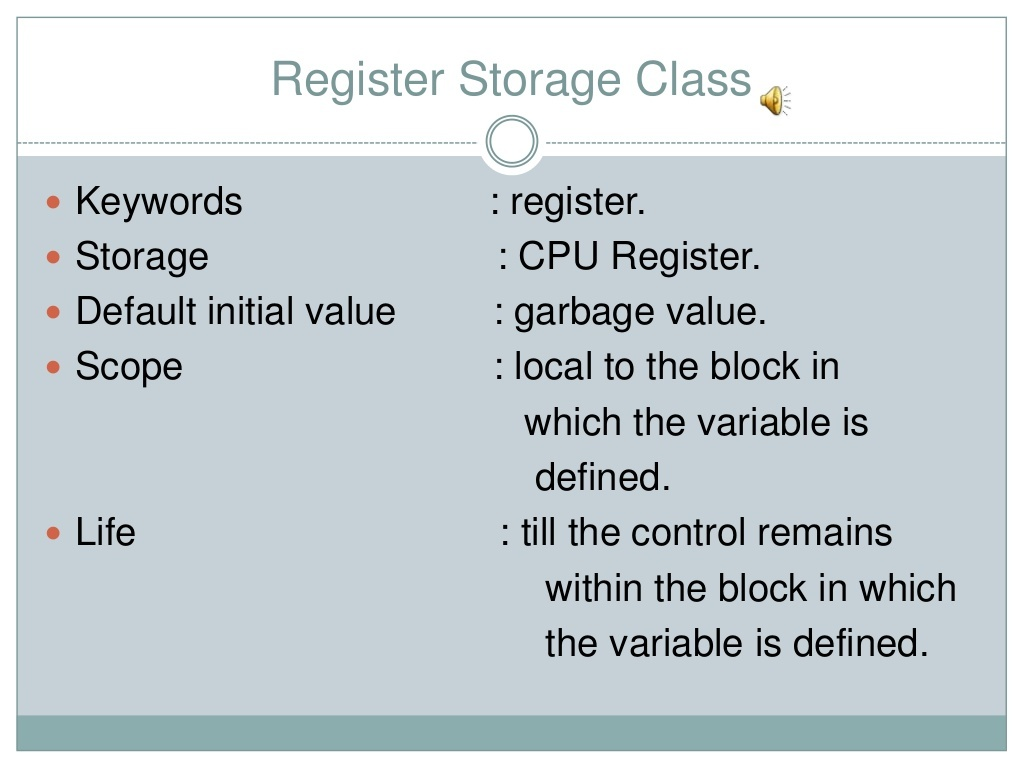 Register Storage Class
• Keywords : register.
• Storage : CPU Register.
• Default initial value : garbage value.
• Scope : local to the block in
which the variable is
defined.
• Life : till the control remains
within the block in which
the variable is defined.